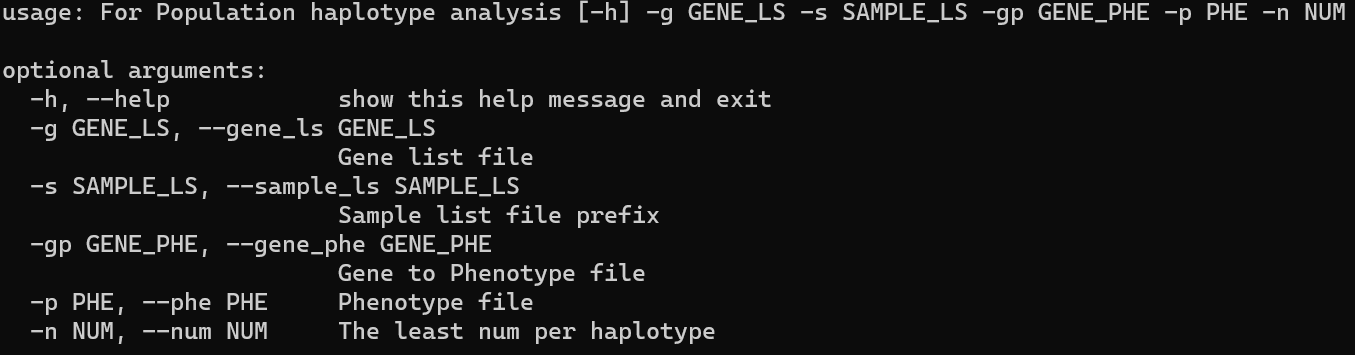 usage: For Population haplotype analysis [-h] -g GENE_LS -s SAMPLE_LS -gp GENE_PHE -p PHE -n NUM
optional arguments:
-h, --help show this help message and exit
-g GENE_LS, --gene_ls GENE_LS
Gene list file
-s SAMPLE_LS, --sample_ls SAMPLE_LS
Sample list file prefix
-gp GENE_PHE, --gene_phe GENE_PHE
Gene to Phenotype file
-p PHE, --phe PHE Phenotype file
-n NUM, --num NUM The least num per haplotype